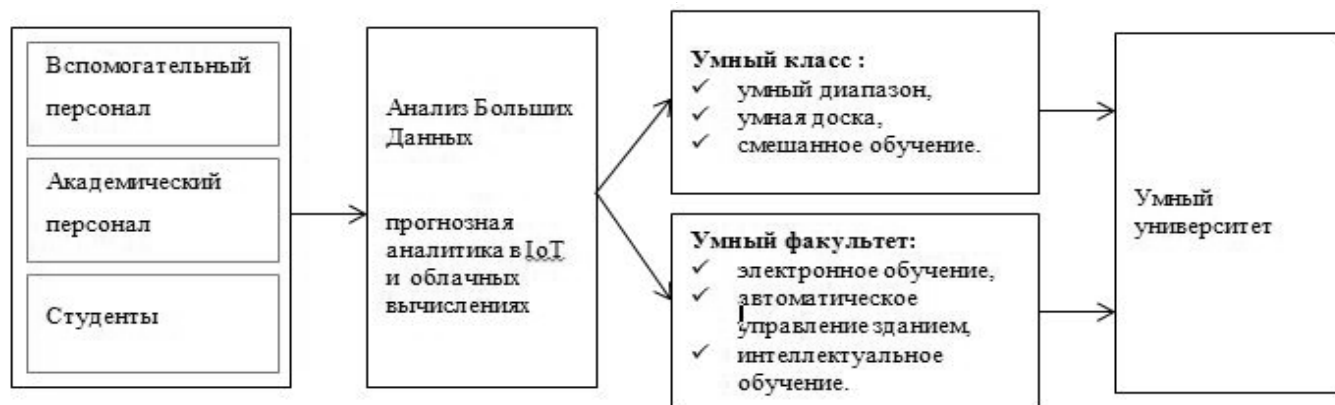 Вспомогательный
персонал
Академический
персонал
Студенты
Анализ Больших
Данных
прогнозная
аналитика в IoT
и облачных
вычислениях
Умный класс :
✓ умный диапазон,
✓ умная доска,
✓ смешанное обучение.
Умный факультет:
✓ электронное обучение,
✓ автоматическое
управление зданием,
✓ интеллектуальное
обучение.
Умный
университет